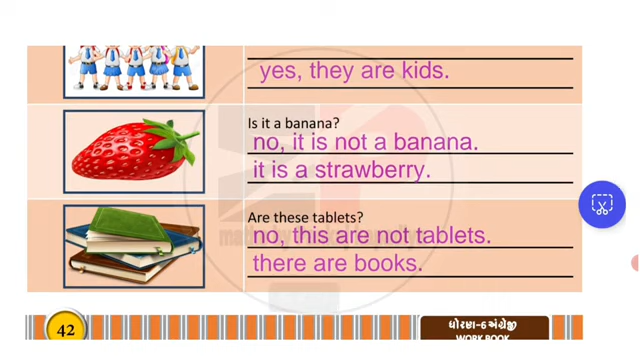 yes, they are kids.
Is it a banana?
no, it is not a banana.
it is a strawberry.
Are these tablets?
no, this are not tablets.
there are books.
42
ધોરણ-6 અંગ્રેજી
WORK BOOK